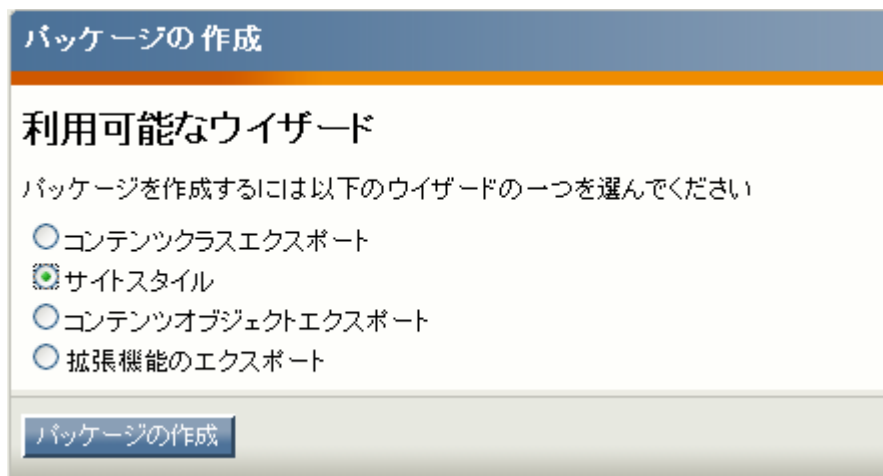 パッケージの作成
利用可能なウイザード
パッケージを作成するには以下のウイザードの一つを選んでください
コンテンツクラスエクスポート
サイトスタイル
コンテンツオブジェクトエクスポート
拡張機能のエクスポート
パッケージの作成